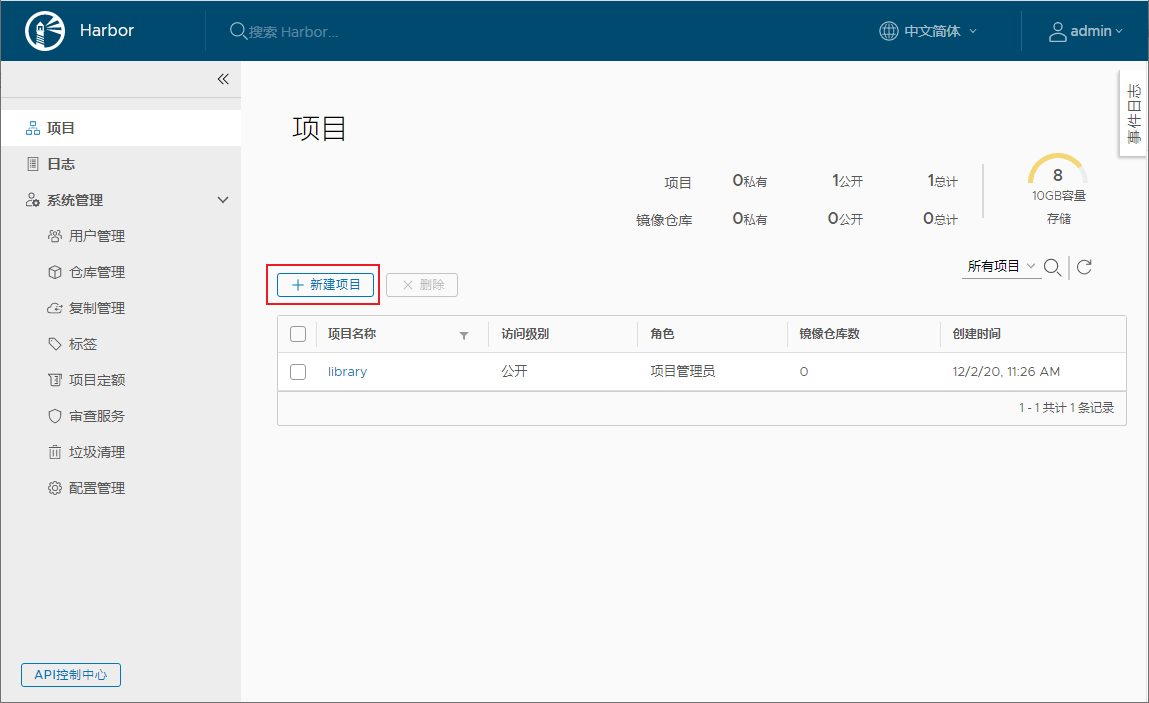 Harbor 搜索 Harbor... 中文简体 admin
事件日志
项目
日志
系统管理
用户管理
仓库管理
复制管理
标签
项目定额
审查服务
垃圾清理
配置管理
API控制中心
项目
项目 0私有 1公开 1总计
镜像仓库 0私有 0公开 0总计
8
10GB容量
存储
所有项目
新建项目 删除
项目名称 访问级别 角色 镜像仓库数 创建时间
library 公开 项目管理员 0 12/2/20, 11:26 AM
1 - 1 共计 1 条记录